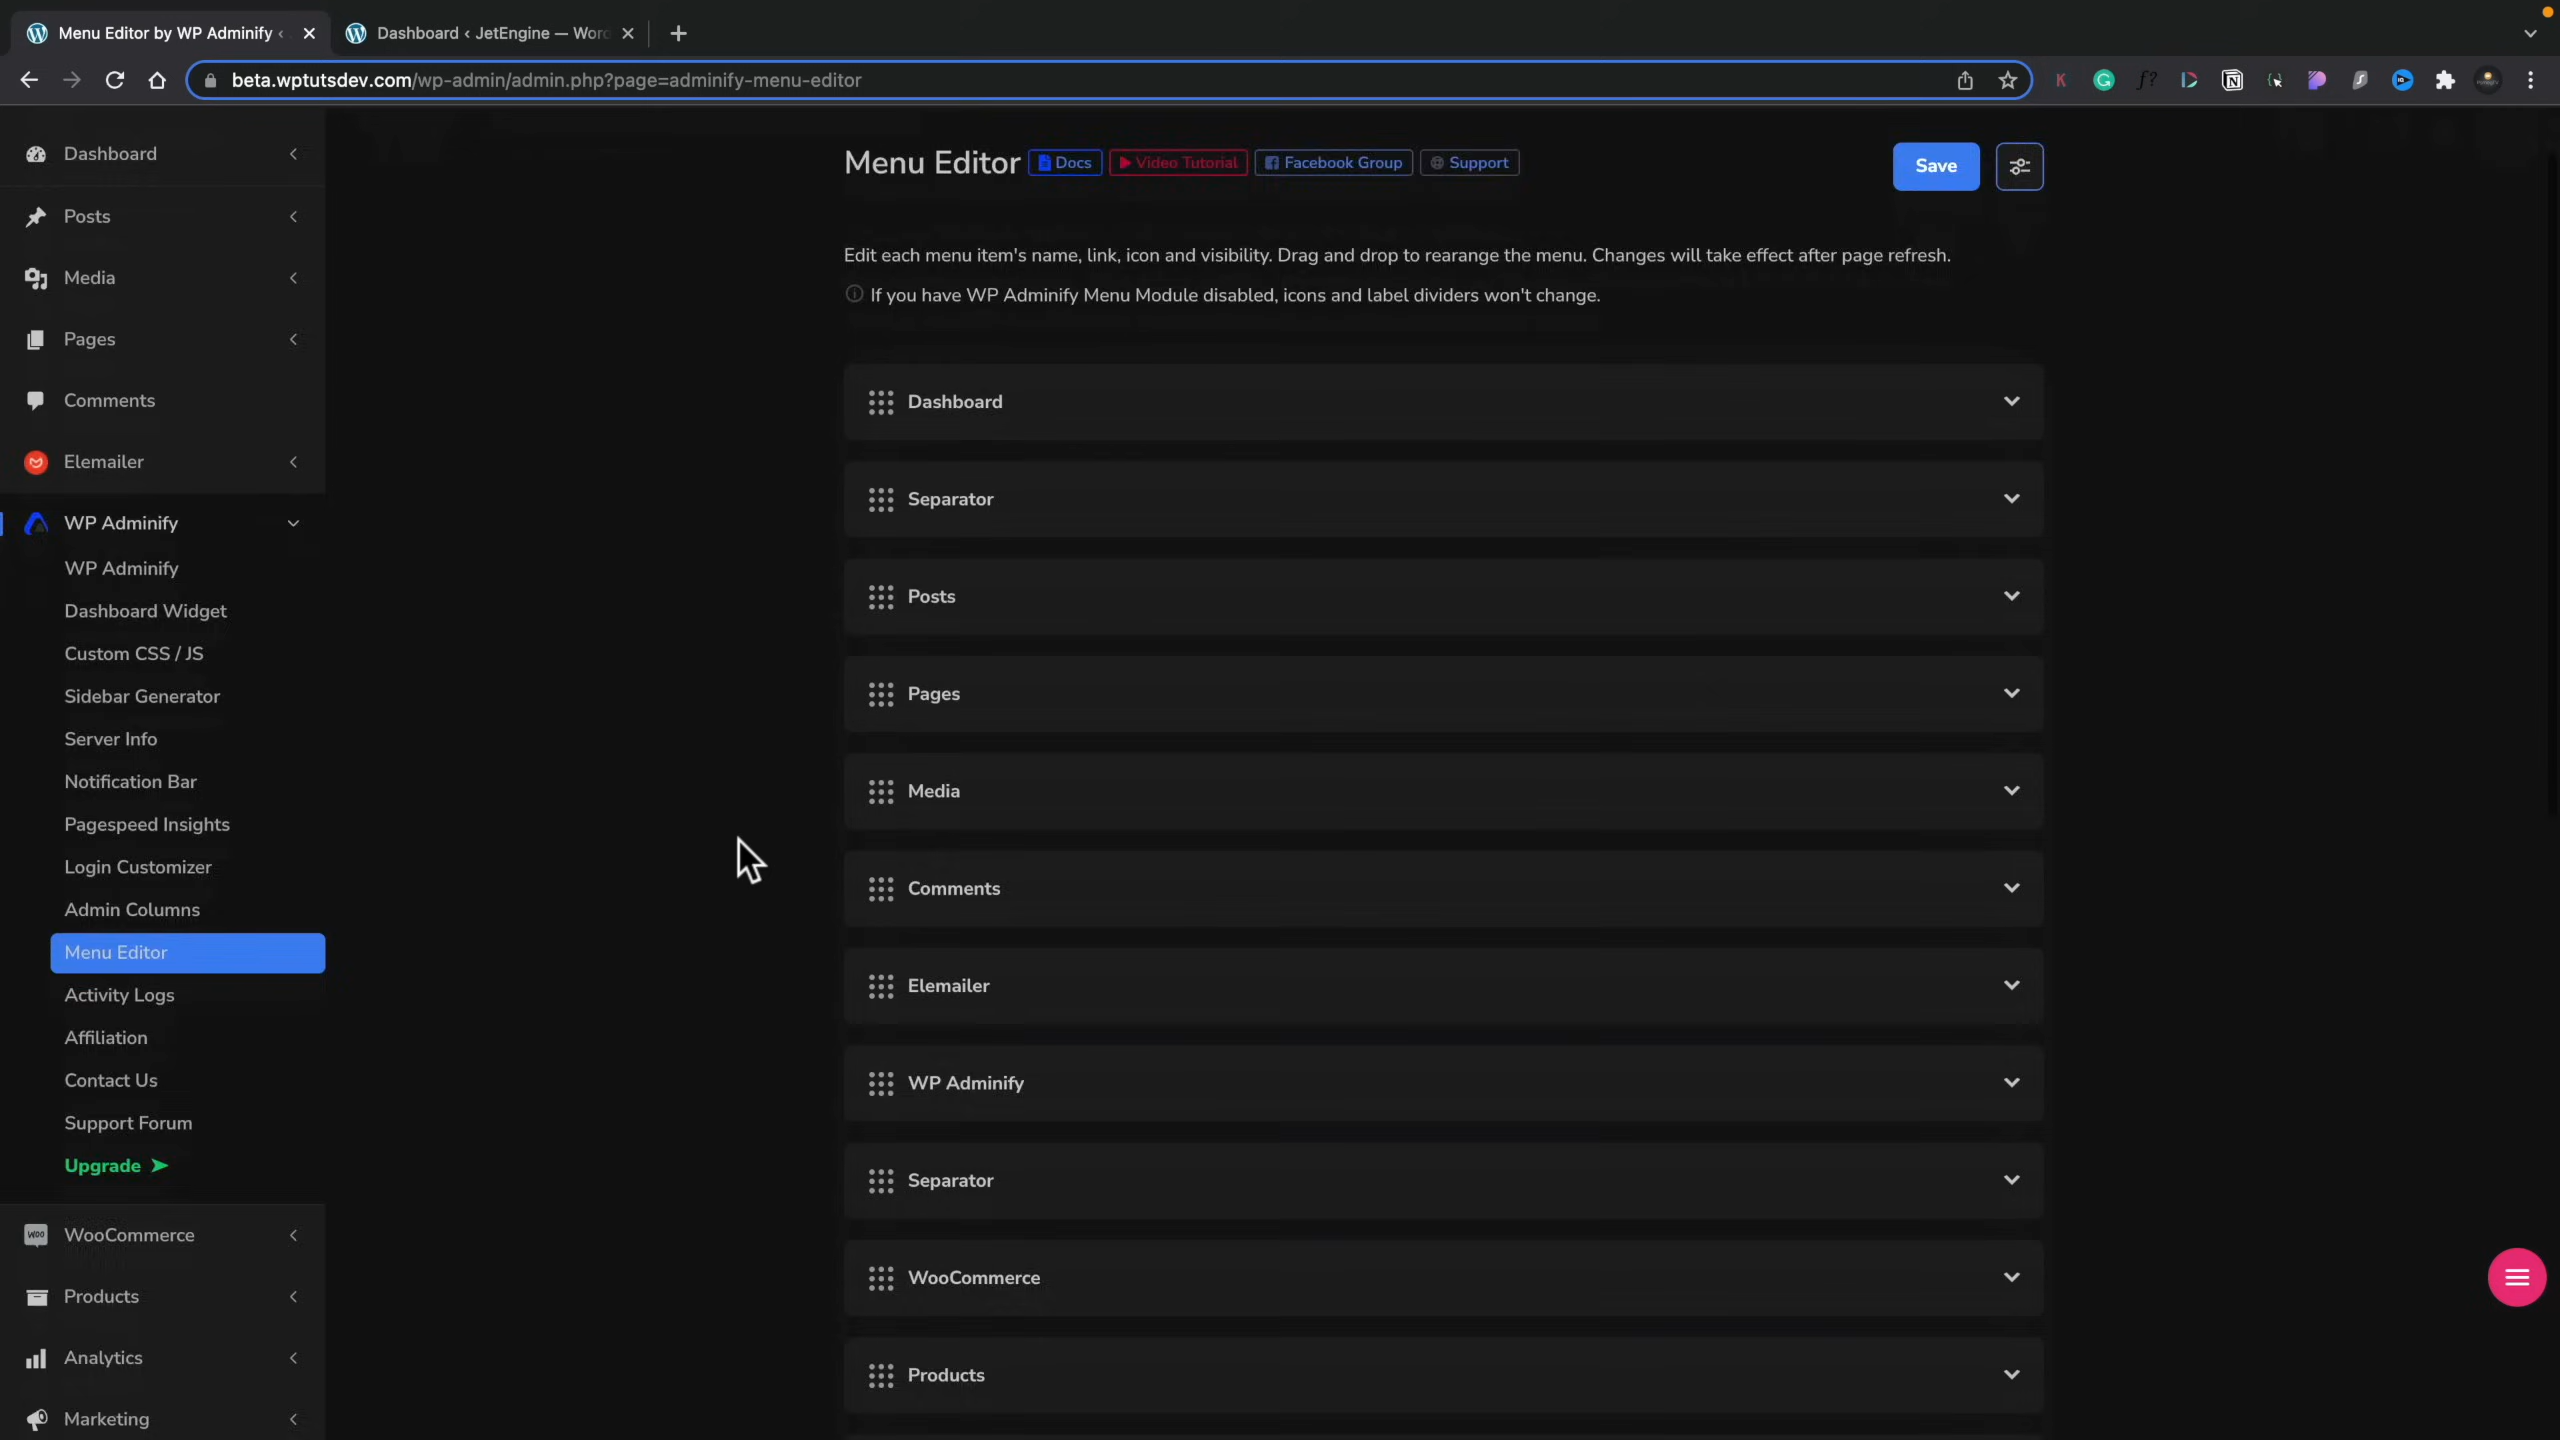 Menu Editor by WP Adminify ‹
Dashboard ‹ JetEngine — Word
beta.wptutsdev.com/wp-admin/admin.php?page=adminify-menu-editor
Dashboard
Posts
Media
Pages
Comments
Elemailer
WP Adminify
WP Adminify
Dashboard Widget
Custom CSS / JS
Sidebar Generator
Server Info
Notification Bar
Pagespeed Insights
Login Customizer
Admin Columns
Menu Editor
Activity Logs
Affiliation
Contact Us
Support Forum
Upgrade ➤
WooCommerce
Products
Analytics
Marketing
Menu Editor Docs Video Tutorial Facebook Group Support
Save
Edit each menu item's name, link, icon and visibility. Drag and drop to rearrange the menu. Changes will take effect after page refresh.
If you have WP Adminify Menu Module disabled, icons and label dividers won't change.
Dashboard
Separator
Posts
Pages
Media
Comments
Elemailer
WP Adminify
Separator
WooCommerce
Products